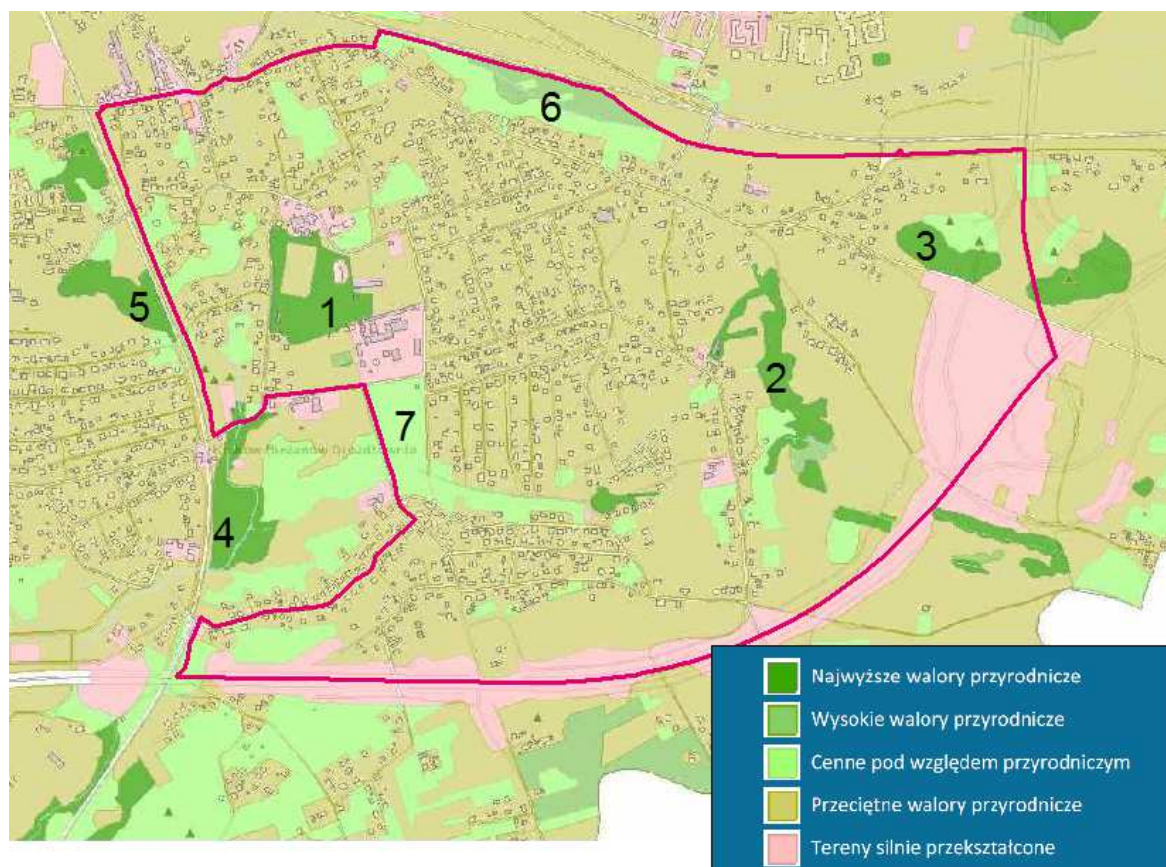 6
3
5
1
2
7
4
Najwyższe walory przyrodnicze
Wysokie walory przyrodnicze
Cenne pod względem przyrodniczym
Przeciętne walory przyrodnicze
Tereny silnie przekształcone